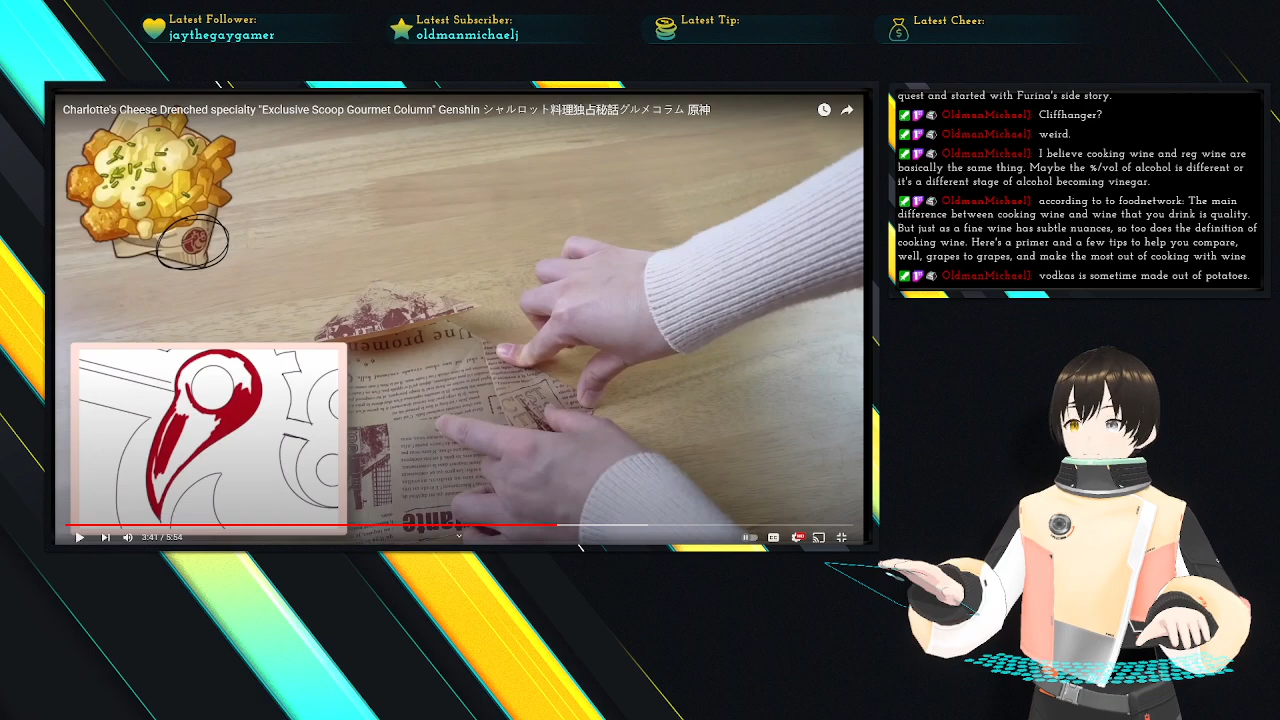 Latest Follower:
jaythegaygamer
Latest Subscriber:
oldmanmichaelj
Latest Tip:
Latest Cheer:
Charlotte's Cheese Drenched specialty "Exclusive Scoop Gourmet Column" Genshin シャルロット料理独占秘話グルメコラム 原神
Une promen
tante
3:41 / 5:54
CC
HD
quest and started with Furina's side story.
OldmanMichaelJ Cliffhanger?
OldmanMichaelJ weird.
OldmanMichaelJ I believe cooking wine and reg wine are
basically the same thing. Maybe the %/vol of alcohol is different or
it's a different stage of alcohol becoming vinegar.
OldmanMichaelJ according to to foodnetwork: The main
difference between cooking wine and wine that you drink is quality.
But just as a fine wine has subtle nuances, so too does the definition of
cooking wine. Here's a primer and a few tips to help you compare,
well, grapes to grapes, and make the most out of cooking with wine
OldmanMichaelJ vodkas is sometime made out of potatoes.